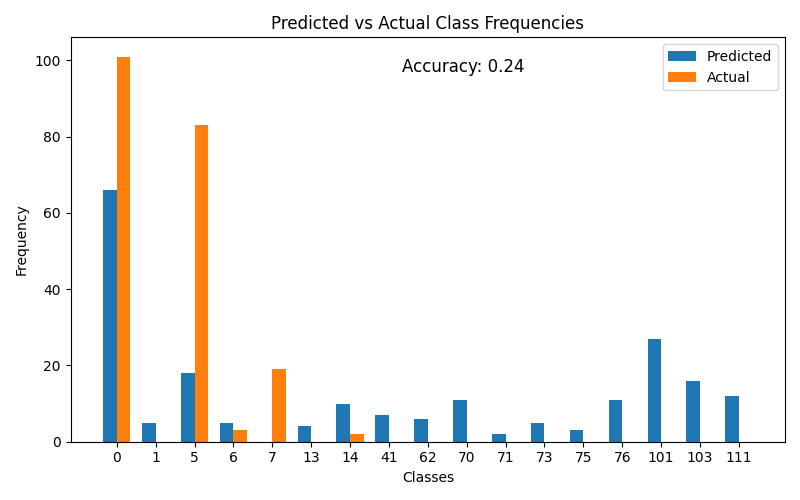 Predicted vs Actual Class Frequencies
Accuracy: 0.24
Predicted
Actual
Frequency
100
80
60
40
20
0
0 1 5 6 7 13 14 41 62 70 71 73 75 76 101 103 111
Classes